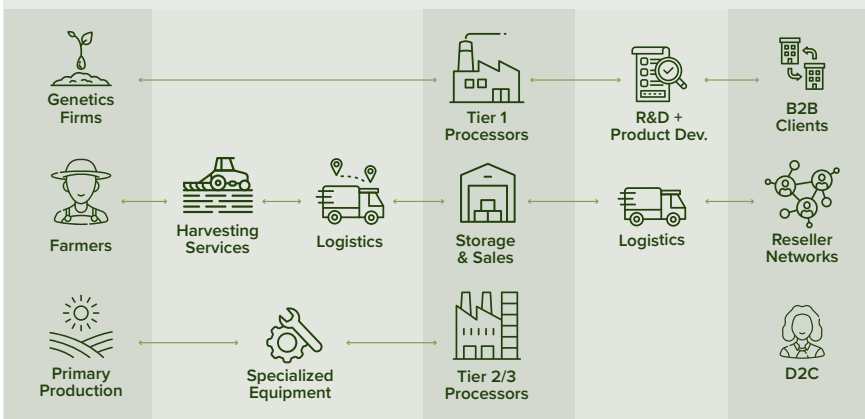 Genetics
Firms
Tier 1
Processors
R&D +
Product Dev.
B2B
Clients
Farmers
Harvesting
Services
Logistics
Storage
& Sales
Logistics
Reseller
Networks
Primary
Production
Specialized
Equipment
Tier 2/3
Processors
D2C